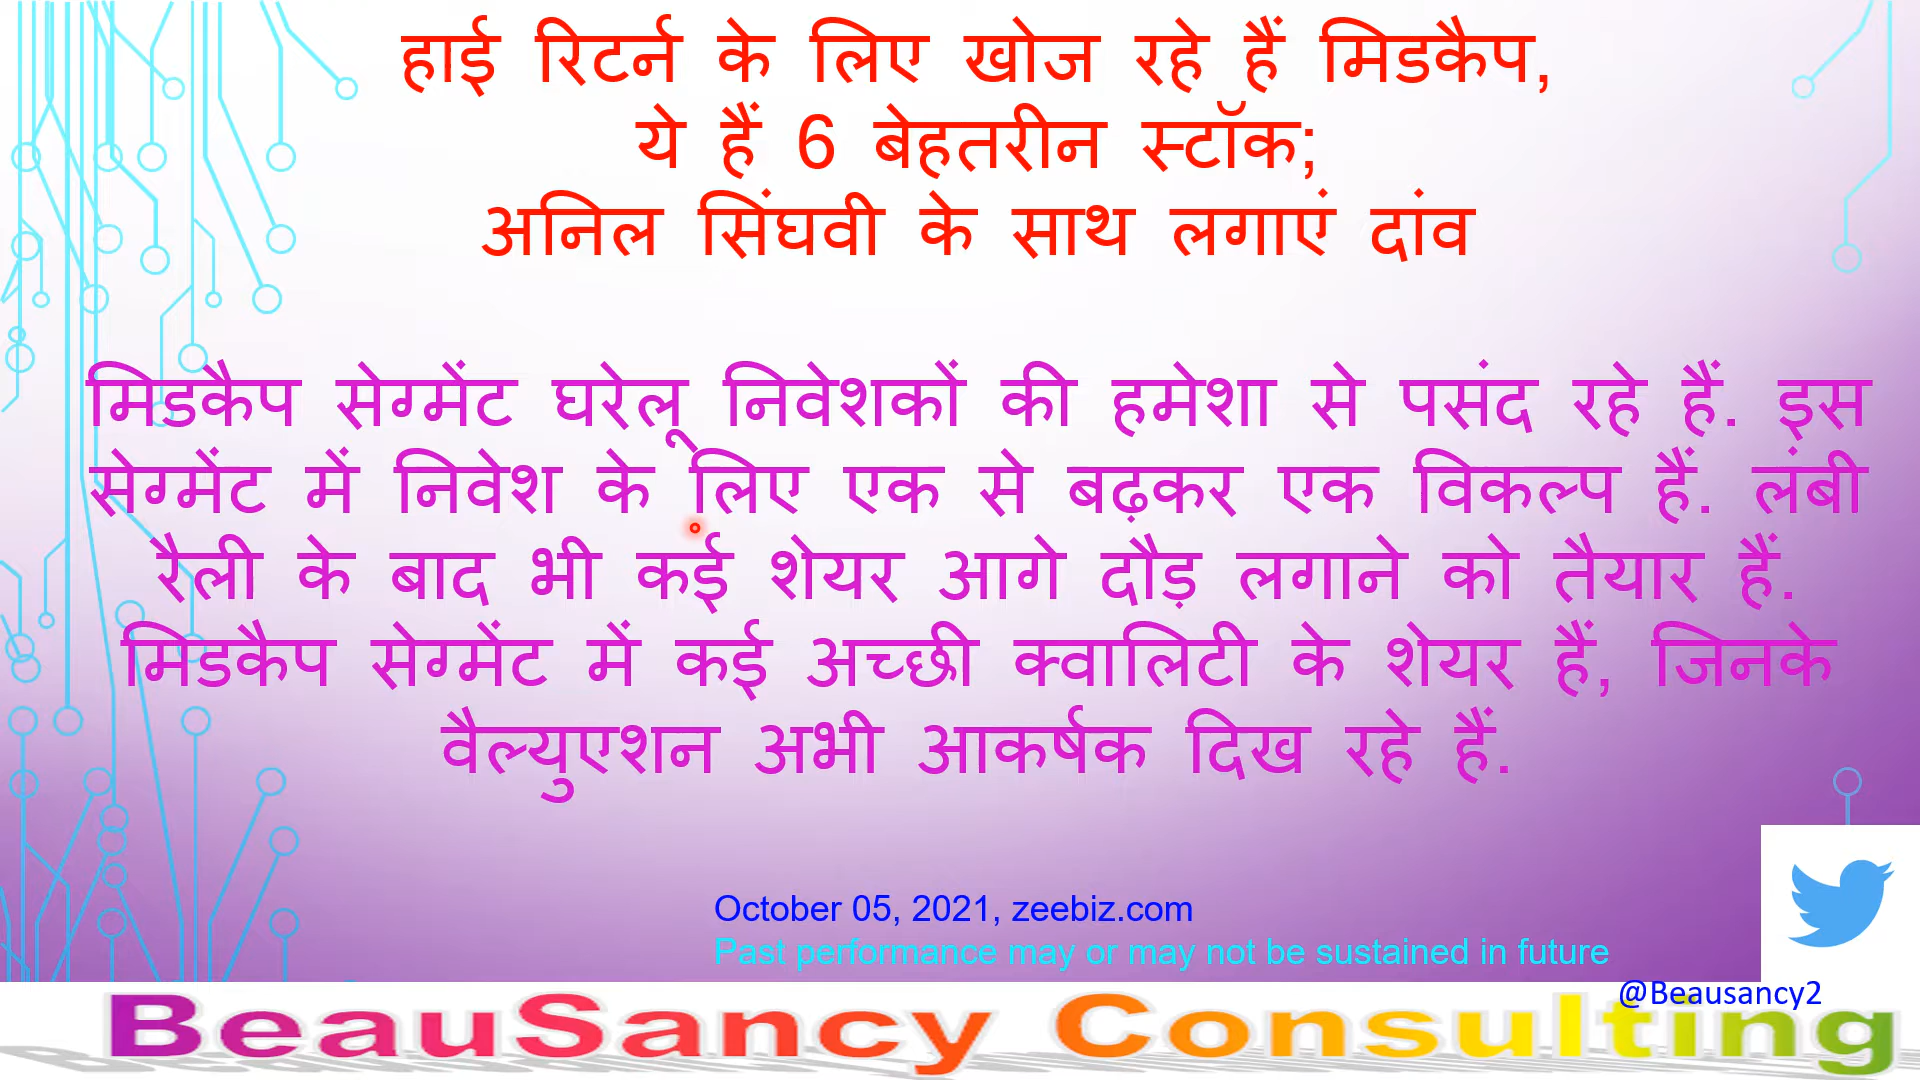 हाई रिटर्न के लिए खोज रहे हैं मिडकैप,
ये हैं 6 बेहतरीन स्टॉक;
अनिल सिंघवी के साथ लगाएं दांव
मिडकैप सेग्मेंट घरेलू निवेशकों की हमेशा से पसंद रहे हैं. इस
सेग्मेंट में निवेश के लिए एक से बढ़कर एक विकल्प हैं. लंबी
रैली के बाद भी कई शेयर आगे दौड़ लगाने को तैयार हैं.
मिडकैप सेग्मेंट में कई अच्छी क्वालिटी के शेयर हैं, जिनके
वैल्युएशन अभी आकर्षक दिख रहे हैं.
October 05, 2021, zeebiz.com
Past performance may or may not be sustained in future
@Beausancy2
BeauSancy Consulting